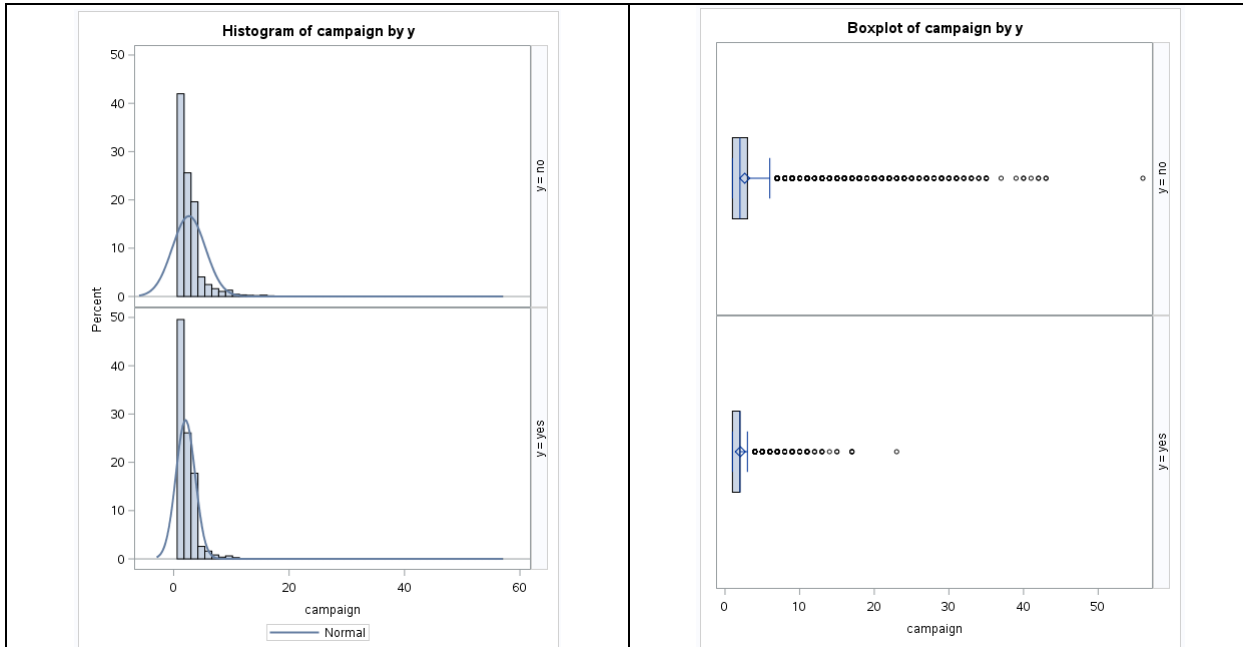 Histogram of campaign by y
50
40
30
20
10
0
y = no
Percent
50
40
30
20
10
0
y = yes
0 20 40 60
campaign
Normal
Boxplot of campaign by y
y = no
y = yes
0 10 20 30 40 50
campaign